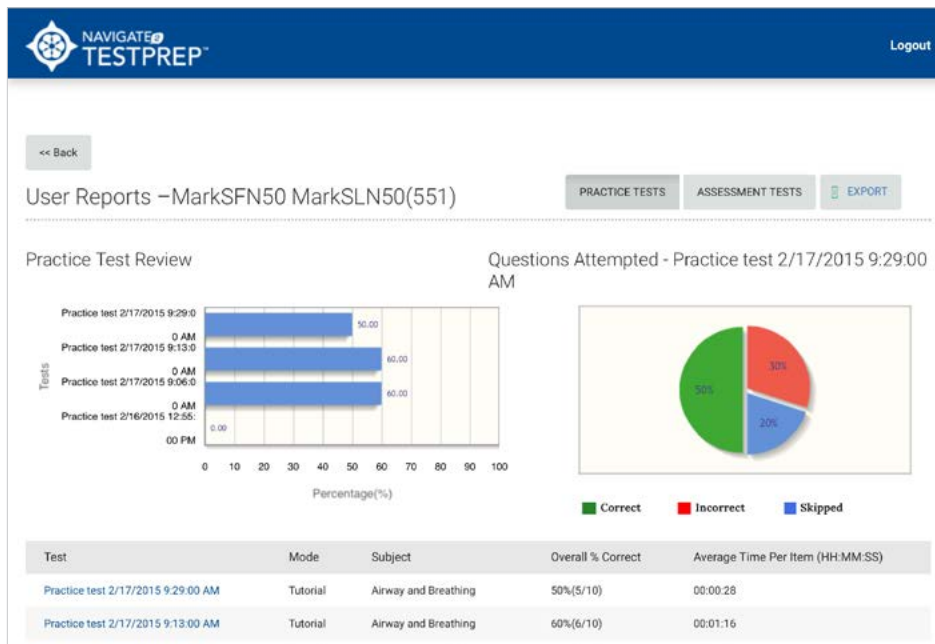 NAVIGATE 2
TESTPREP™
Logout
<< Back
User Reports –MarkSFN50 MarkSLN50(551)
PRACTICE TESTS
ASSESSMENT TESTS
EXPORT
Practice Test Review
Tests
Practice test 2/17/2015 9:29:0
0 AM
Practice test 2/17/2015 9:13:0
0 AM
Practice test 2/17/2015 9:06:0
0 AM
Practice test 2/16/2015 12:55:
00 PM
50.00
60.00
60.00
0.00
0 10 20 30 40 50 60 70 80 90 100
Percentage(%)
Questions Attempted - Practice test 2/17/2015 9:29:00
AM
50%
30%
20%
Correct Incorrect Skipped
Test Mode Subject Overall % Correct Average Time Per Item (HH:MM:SS)
Practice test 2/17/2015 9:29:00 AM Tutorial Airway and Breathing 50%(5/10) 00:00:28
Practice test 2/17/2015 9:13:00 AM Tutorial Airway and Breathing 60%(6/10) 00:01:16